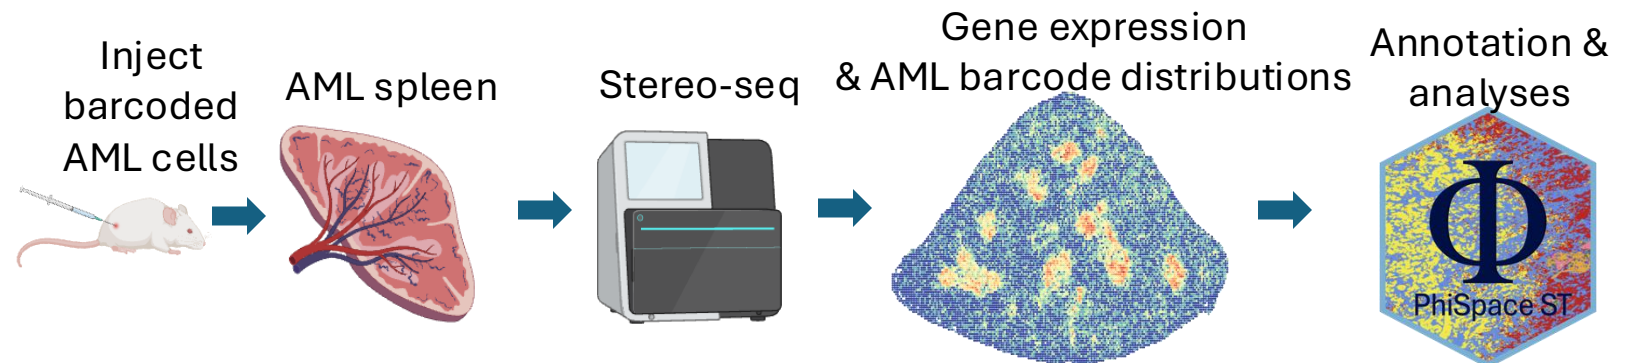 Inject
barcoded
AML cells
AML spleen
Stereo-seq
Gene expression
& AML barcode distributions
Annotation &
analyses
Φ
PhiSpace ST